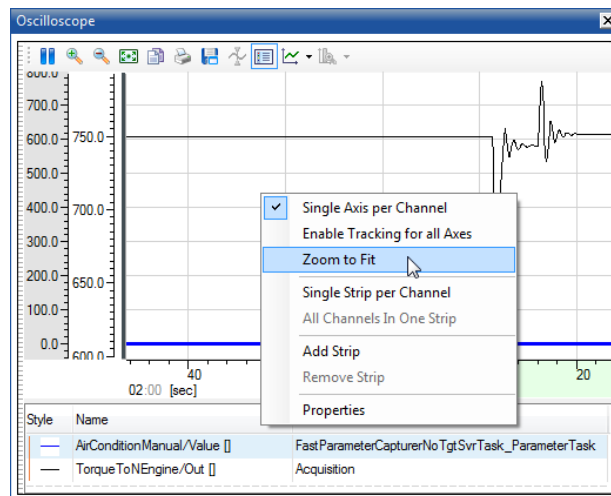 Oscilloscope
800.0
700.0
600.0
500.0
400.0
300.0
200.0
100.0
0.0
750.0
700.0
650.0
600.0
Single Axis per Channel
Enable Tracking for all Axes
Zoom to Fit
Single Strip per Channel
All Channels In One Strip
Add Strip
Remove Strip
Properties
40
20
02:00 [sec]
Style Name
AirConditionManual/Value [] FastParameterCapturerNoTgtSvrTask_ParameterTask
TorqueToNEngine/Out [] Acquisition